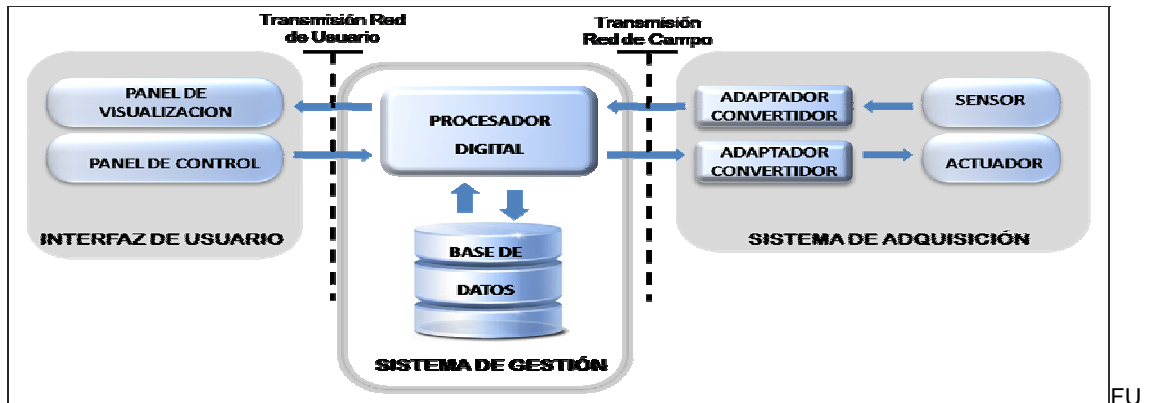 Transmisión Red
de Usuario
Transmisión
Red de Campo
PANEL DE
VISUALIZACION
PANEL DE CONTROL
INTERFAZ DE USUARIO
PROCESADOR
DIGITAL
BASE DE
DATOS
SISTEMA DE GESTIÓN
ADAPTADOR
CONVERTIDOR
SENSOR
ADAPTADOR
CONVERTIDOR
ACTUADOR
SISTEMA DE ADQUISICIÓN
FU